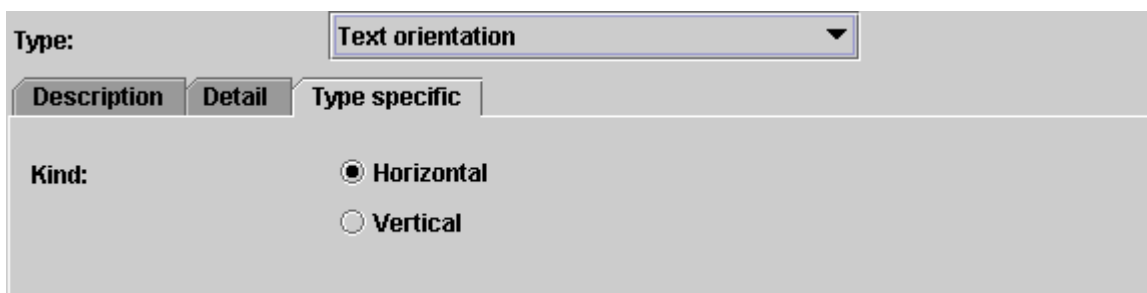 Type: Text orientation
Description Detail Type specific
Kind: Horizontal
Vertical